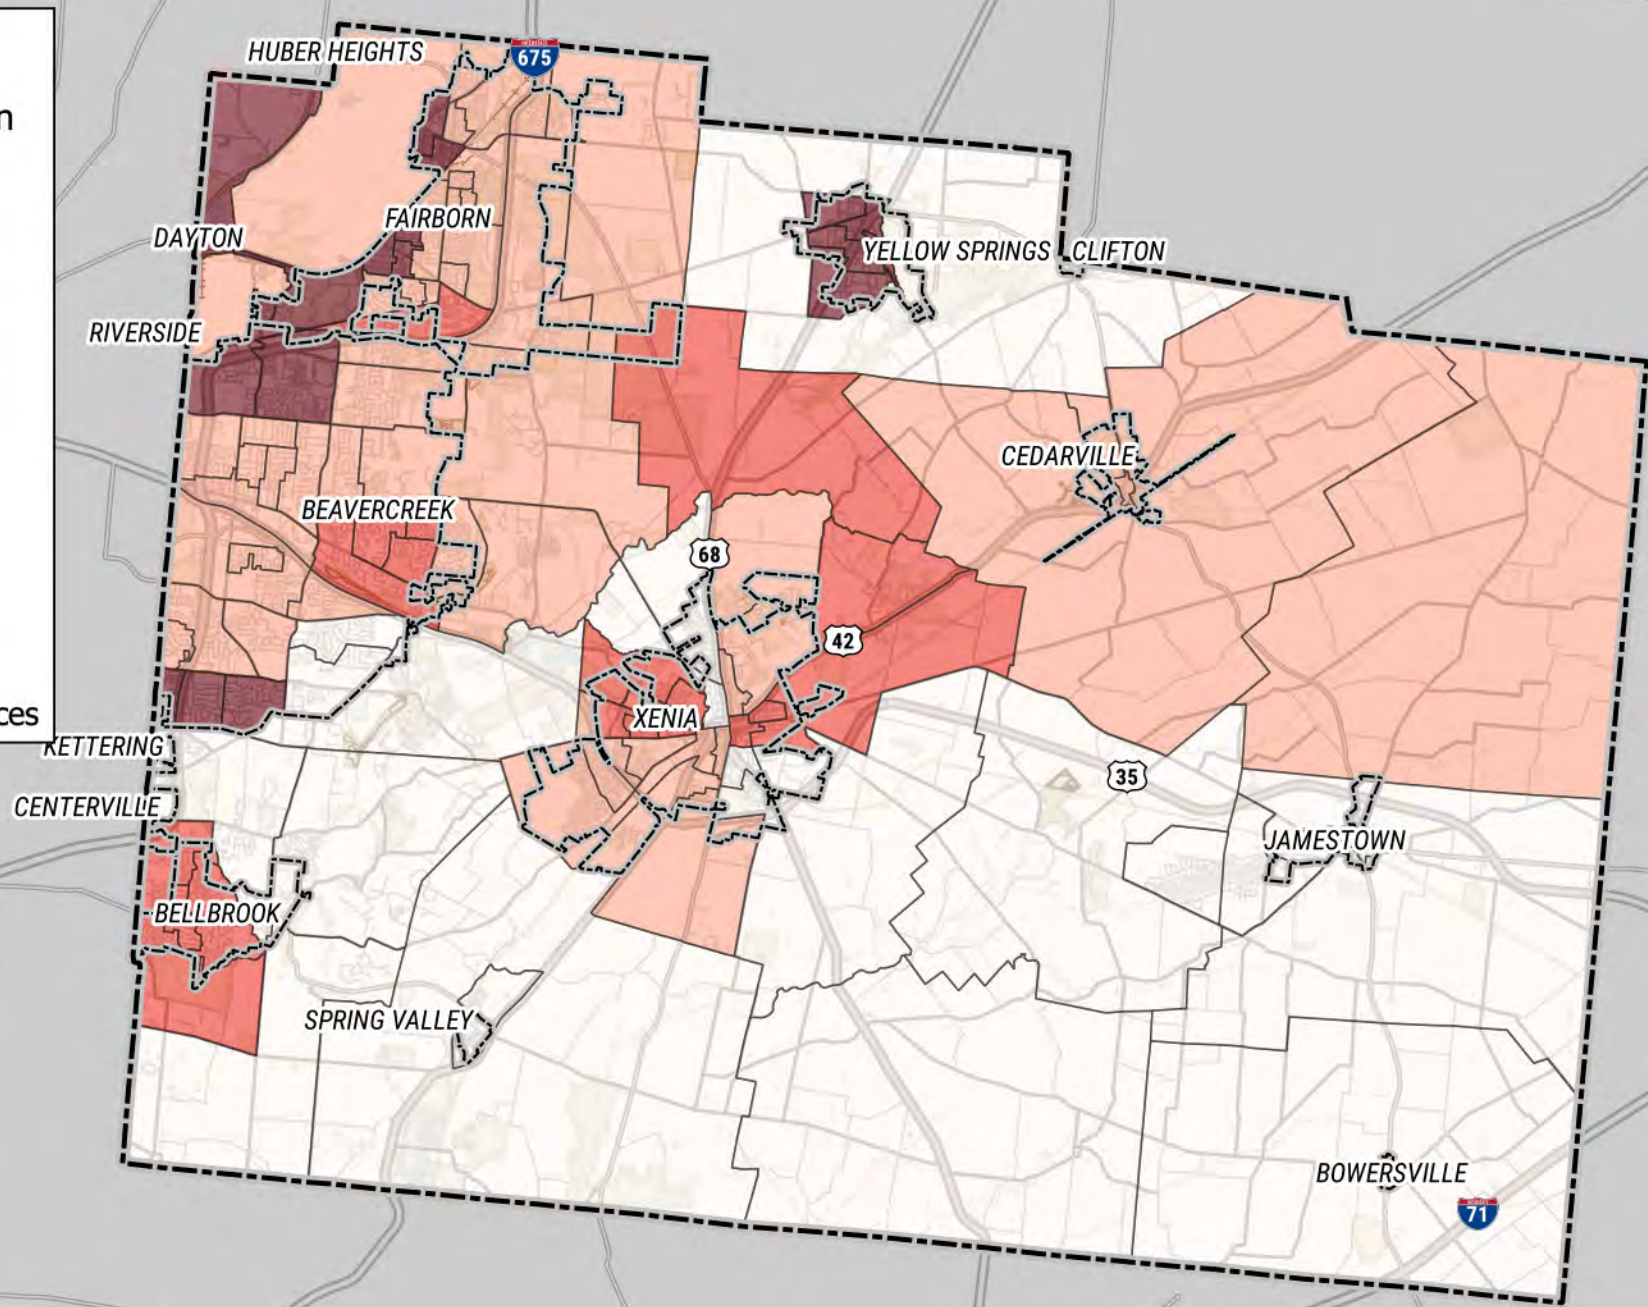 n
ces
HUBER HEIGHTS
675
FAIRBORN
DAYTON
YELLOW SPRINGS
CLIFTON
RIVERSIDE
CEDARVILLE
BEAVERCREEK
68
42
XENIA
KETTERING
35
CENTERVILLE
JAMESTOWN
BELLBROOK
SPRING VALLEY
BOWERSVILLE
71